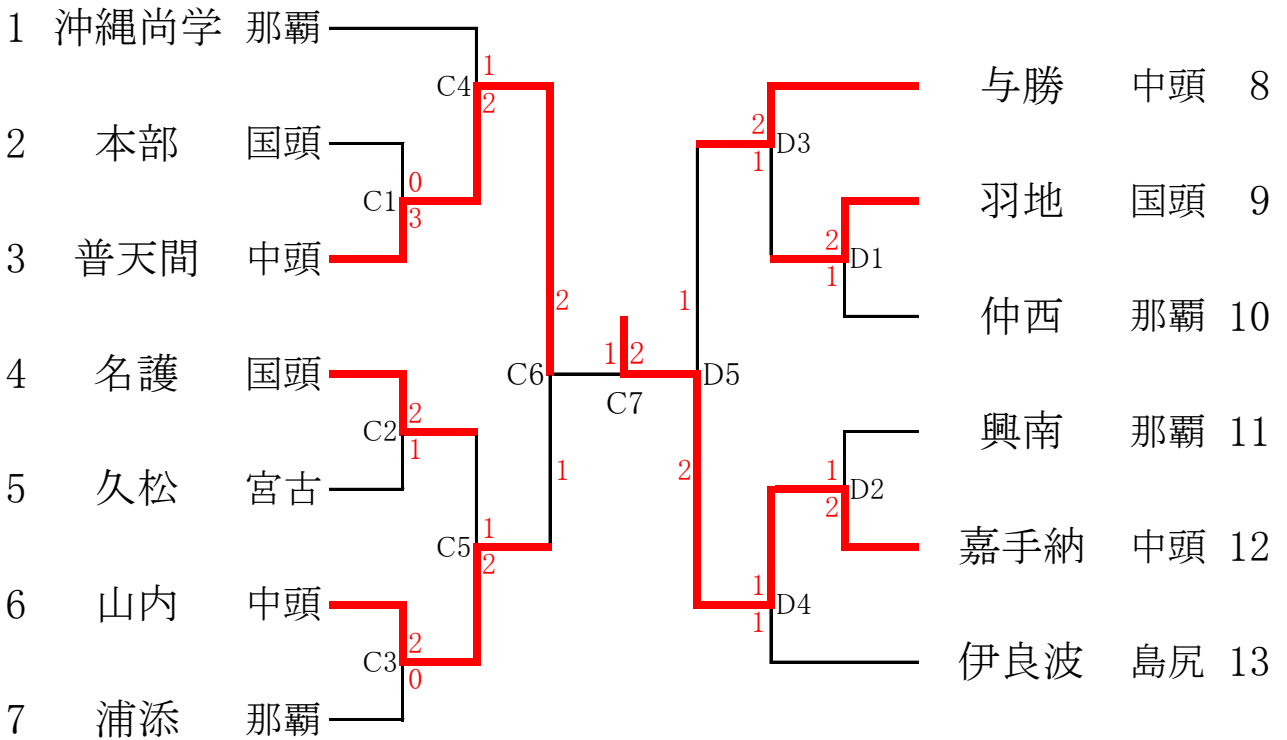 1 沖縄尚学 那覇
2 本部 国頭
3 普天間 中頭
4 名護 国頭
5 久松 宮古
6 山内 中頭
7 浦添 那覇
C4
1
2
C1
0
3
C2
2
1
C5
1
2
C3
2
0
C6
2
1
1 2
C7
D5
1
2
D3
2
1
D1
2
1
D2
1
2
D4
1
1
与勝 中頭 8
羽地 国頭 9
仲西 那覇 10
興南 那覇 11
嘉手納 中頭 12
伊良波 島尻 13